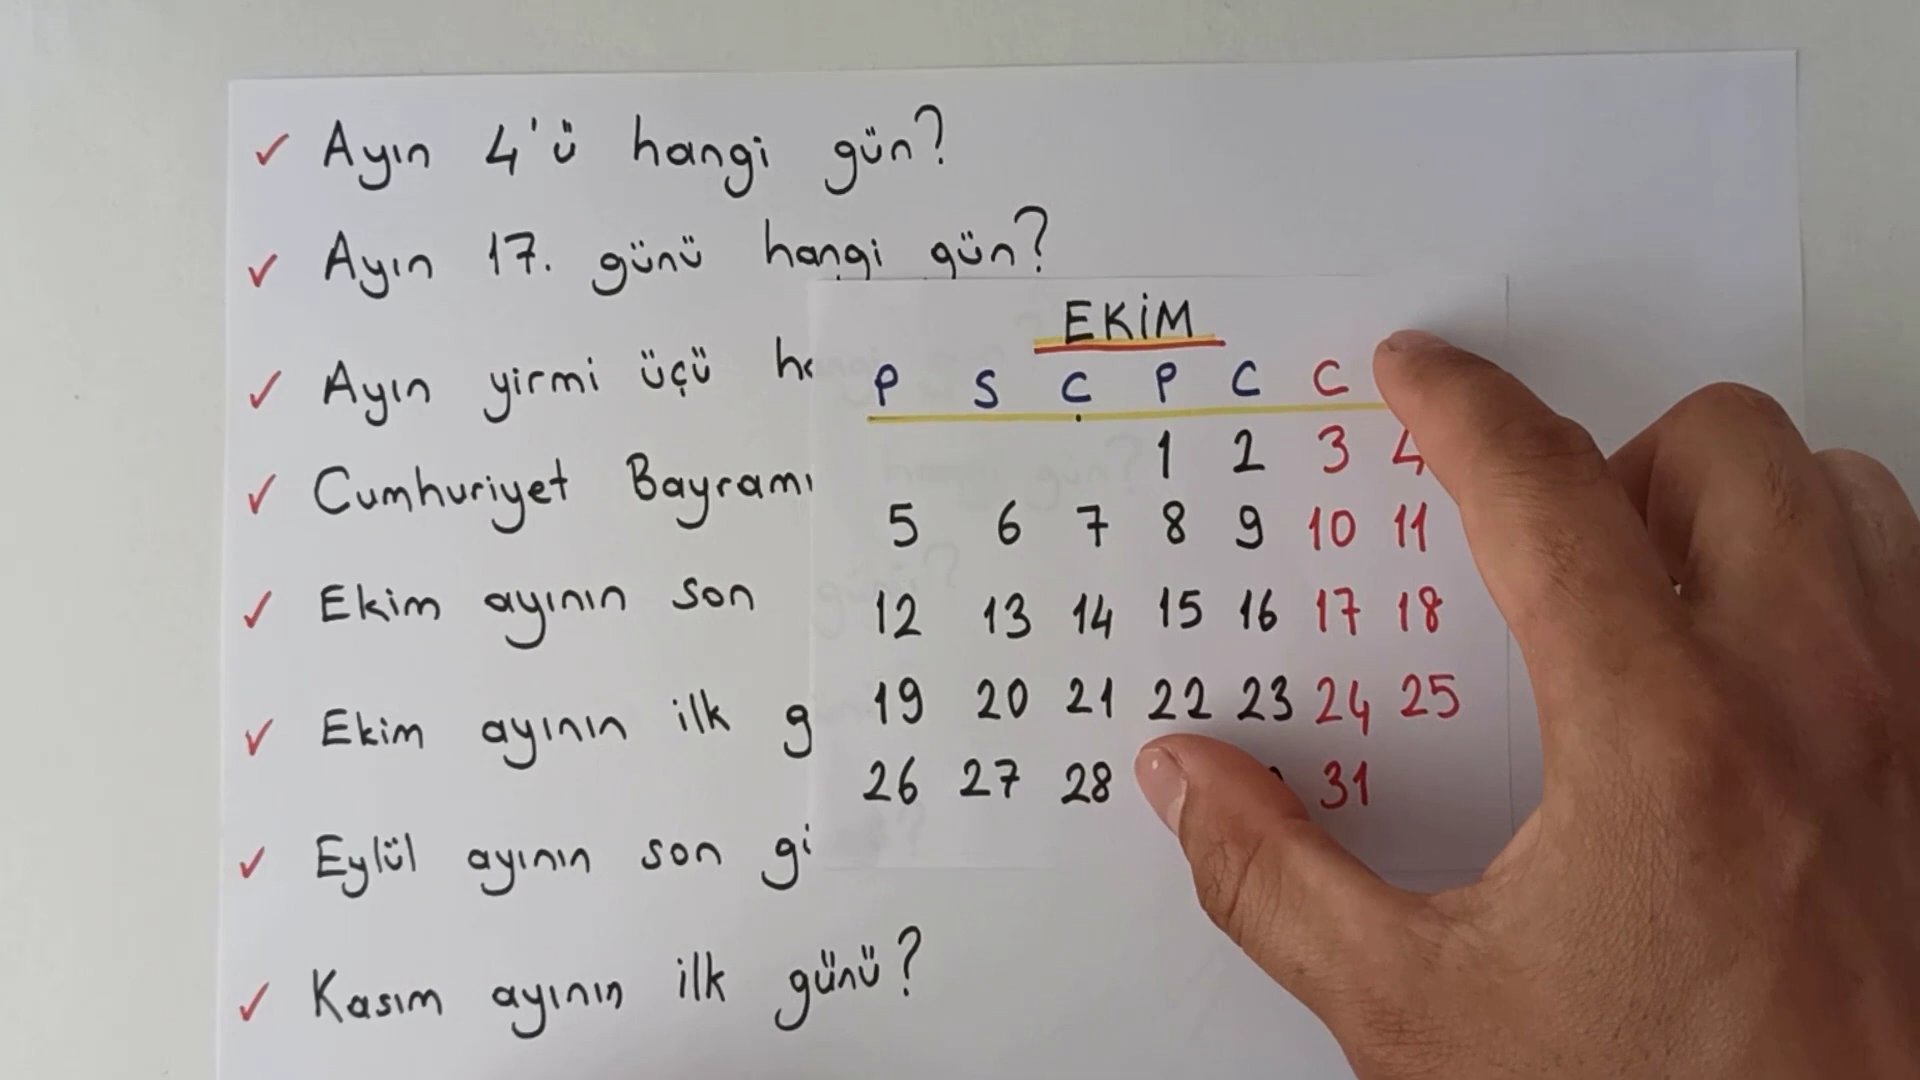 Ayın 4'ü hangi gün?
Ayın 17. günü hangi gün?
Ayın yirmi üçü
Cumhuriyet Bayramı
Ekim ayının son
Ekim ayının ilk
Eylül ayının son
Kasım ayının ilk günü?
EKİM
P S Ç P C C
1 2 3 4
5 6 7 8 9 10 11
12 13 14 15 16 17 18
19 20 21 22 23 24 25
26 27 28 31